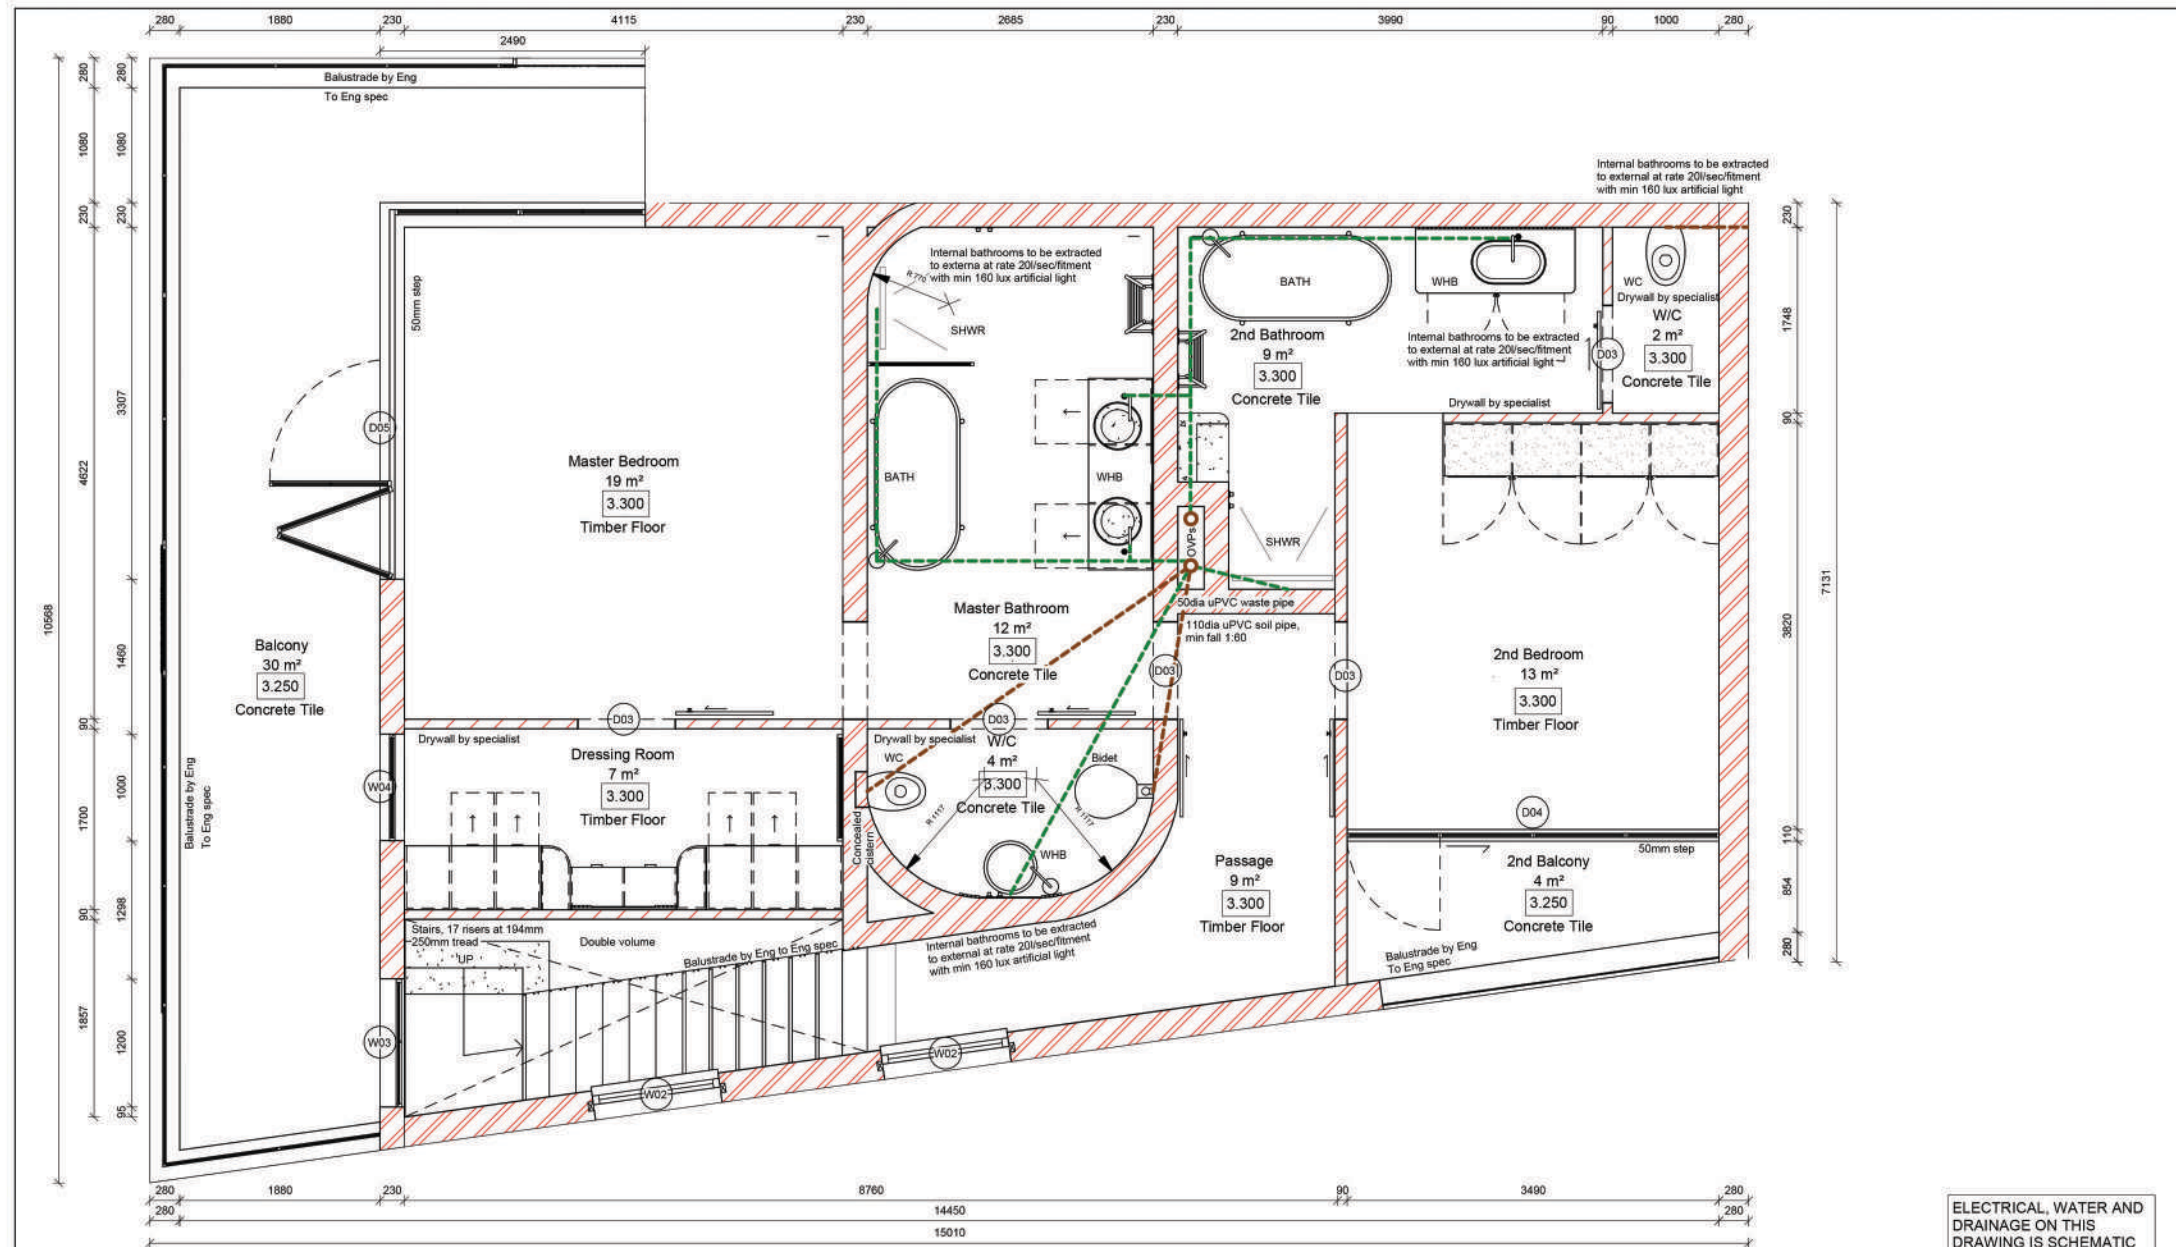 280 1880 230 4115 230 2685 230 3990 90 1000 280
2490
280 1080 230 4622 90 1700 90 1857
280 1080 230 3307 1460 90 1000 1298 1200 95
10568
Balustrade by Eng
To Eng spec
Internal bathrooms to be extracted
to external at rate 20l/sec/fitment
with min 160 lux artificial light
50mm step
Internal bathrooms to be extracted
to externa at rate 20l/sec/fitment
with min 160 lux artificial light
R 770
SHWR
BATH
WHB
BATH
WHB
2nd Bathroom
9 m²
3.300
Concrete Tile
Internal bathrooms to be extracted
to external at rate 20l/sec/fitment
with min 160 lux artificial light
WC
Drywall by specialist
W/C
2 m²
3.300
Concrete Tile
D03
Drywall by specialist
D05
Master Bedroom
19 m²
3.300
Timber Floor
OVPs
SHWR
50dia uPVC waste pipe
110dia uPVC soil pipe,
min fall 1:60
Balcony
30 m²
3.250
Concrete Tile
Master Bathroom
12 m²
3.300
Concrete Tile
D03
D03
2nd Bedroom
13 m²
3.300
Timber Floor
Balustrade by Eng
To Eng spec
W04
D03
Drywall by specialist
Dressing Room
7 m²
3.300
Timber Floor
D03
Drywall by specialist
W/C
4 m²
3.300
Concrete Tile
WC
Bidet
R 1117
R 1117
Concealed
cistern
WHB
Passage
9 m²
3.300
Timber Floor
D04
50mm step
2nd Balcony
4 m²
3.250
Concrete Tile
Balustrade by Eng
To Eng spec
Stairs, 17 risers at 194mm
250mm tread
UP
Double volume
Balustrade by Eng to Eng spec
Internal bathrooms to be extracted
to external at rate 20l/sec/fitment
with min 160 lux artificial light
W03
W02
W02
230 1748 90 3820 110 854 280
7131
280 1880 230 8760 90 3490 280
280 14450 280
15010
ELECTRICAL, WATER AND
DRAINAGE ON THIS
DRAWING IS SCHEMATIC